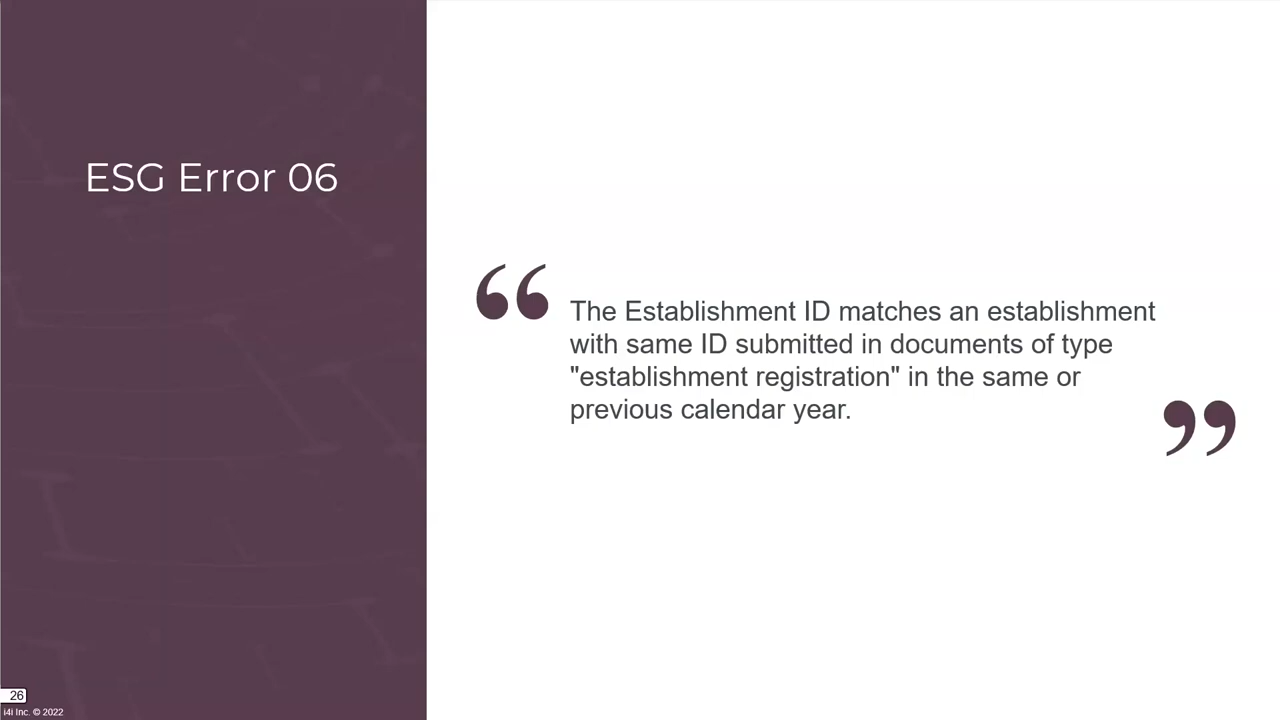 ESG Error 06
“
The Establishment ID matches an establishment
with same ID submitted in documents of type
"establishment registration" in the same or
previous calendar year.
”
26
i4i Inc. © 2022